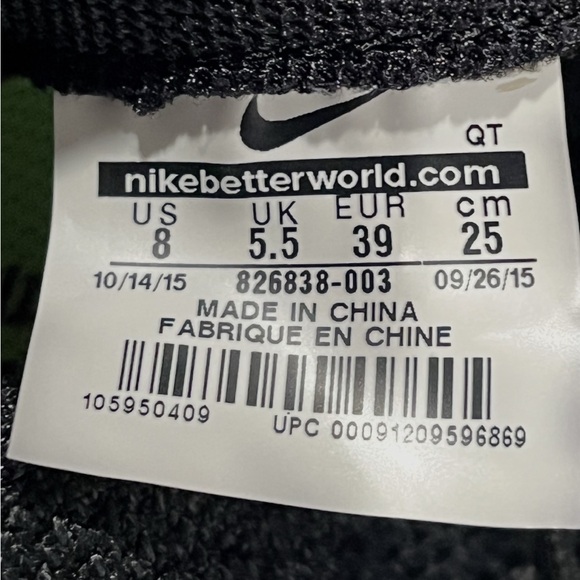 QT
nikebetterworld.com
US UK EUR cm
8 5.5 39 25
10/14/15 826838-003 09/26/15
MADE IN CHINA
FABRIQUE EN CHINE
105950409 UPC 00091209596869